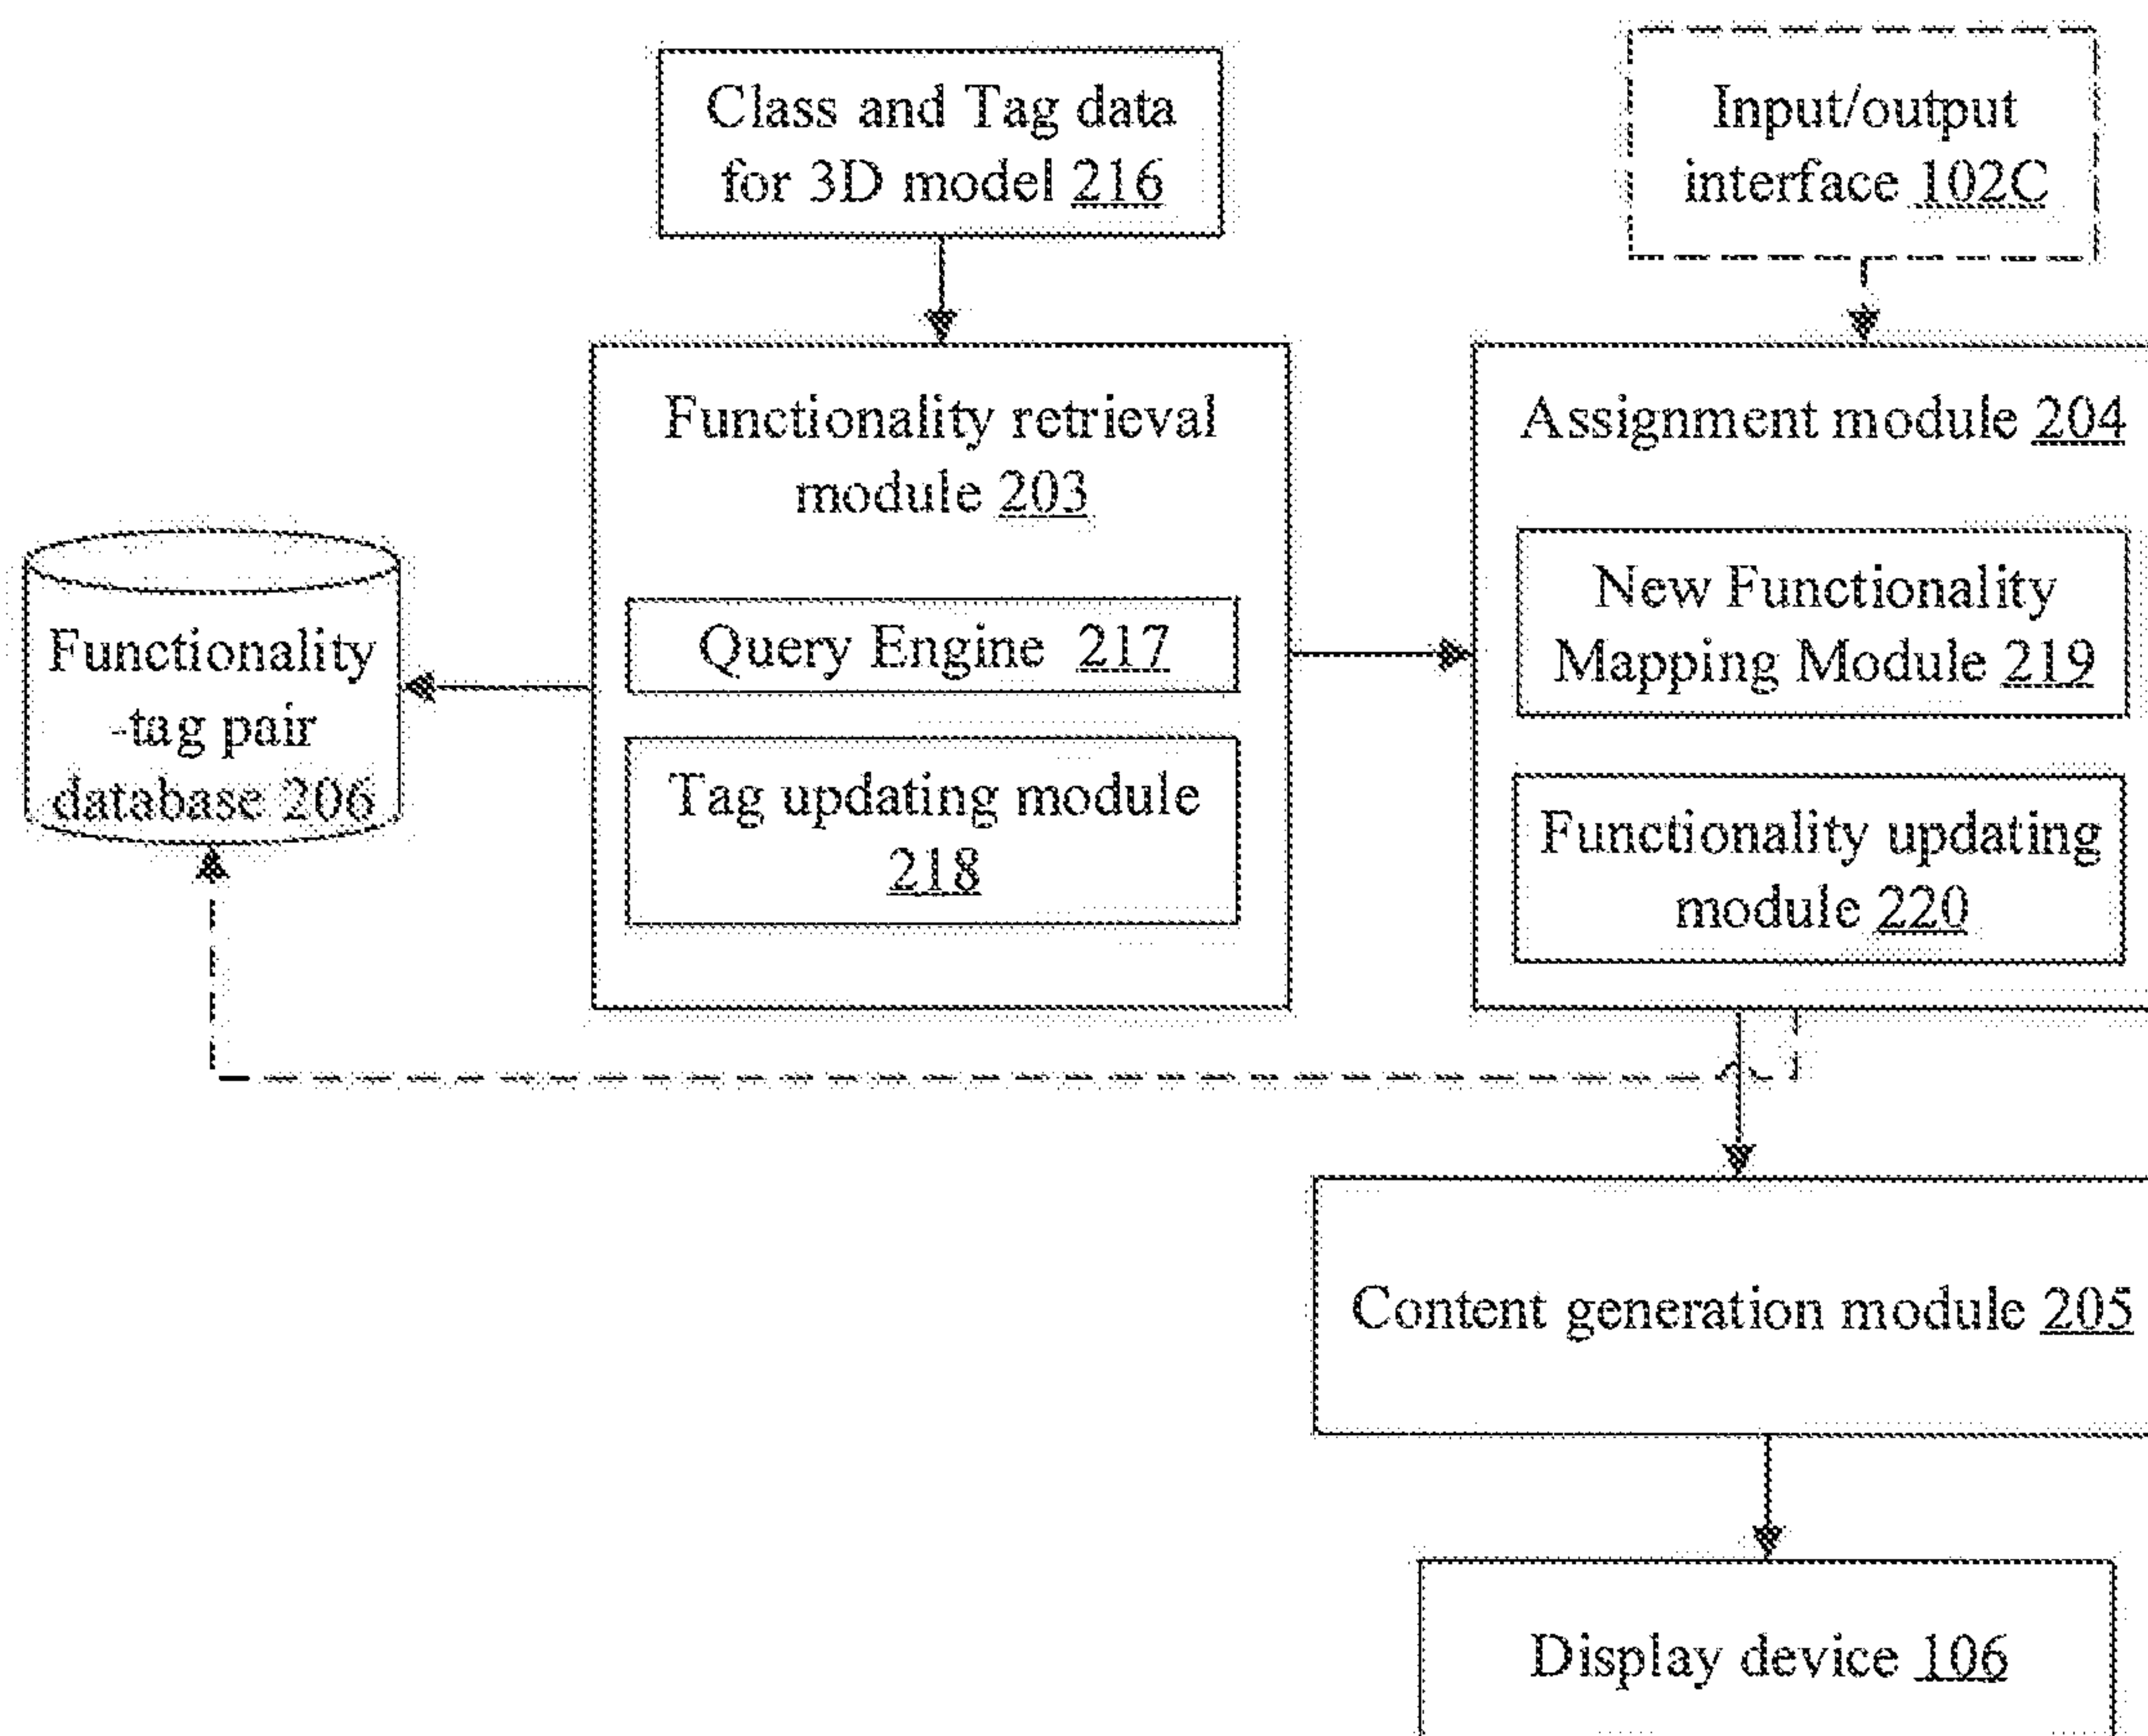 Class and Tag data
for 3D model 216
Input/output
interface 102C
Functionality retrieval
module 203
Query Engine 217
Tag updating module
218
Assignment module 204
New Functionality
Mapping Module 219
Functionality updating
module 220
Functionality
-tag pair
database 206
Content generation module 205
Display device 106